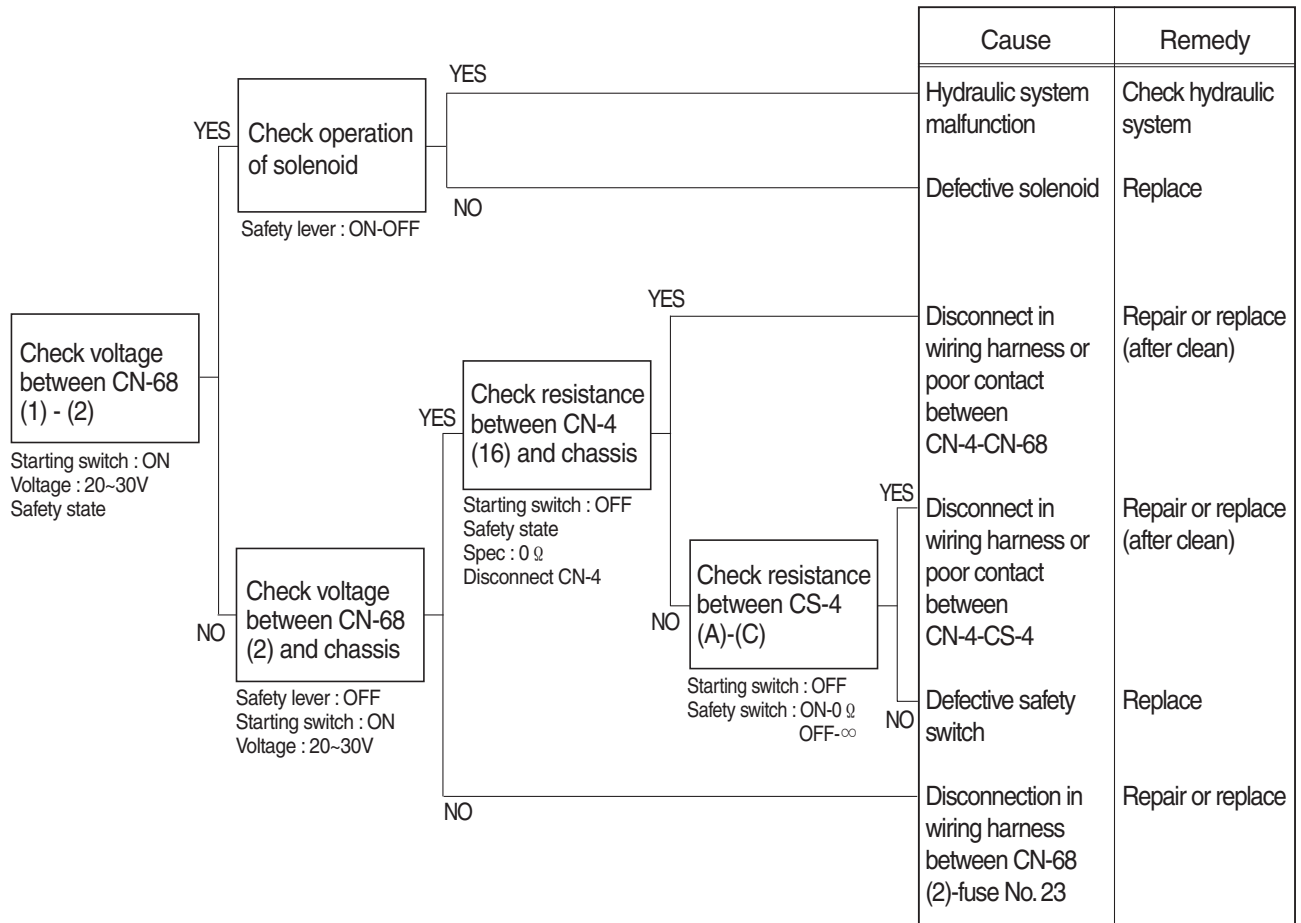 Cause
Remedy
YES
Hydraulic system
malfunction
Check hydraulic
system
YES
Check operation
of solenoid
NO
Defective solenoid
Replace
Safety lever : ON-OFF
YES
Disconnect in
wiring harness or
poor contact
between
CN-4-CN-68
Repair or replace
(after clean)
Check voltage
between CN-68
(1) - (2)
Starting switch : ON
Voltage : 20~30V
Safety state
YES
Check resistance
between CN-4
(16) and chassis
Starting switch : OFF
Safety state
Spec : 0 Ω
Disconnect CN-4
YES
Disconnect in
wiring harness or
poor contact
between
CN-4-CS-4
Repair or replace
(after clean)
NO
Check voltage
between CN-68
(2) and chassis
Safety lever : OFF
Starting switch : ON
Voltage : 20~30V
NO
Check resistance
between CS-4
(A)-(C)
Starting switch : OFF
Safety switch : ON-0 Ω
OFF-∞
NO
Defective safety
switch
Replace
NO
Disconnection in
wiring harness
between CN-68
(2)-fuse No. 23
Repair or replace